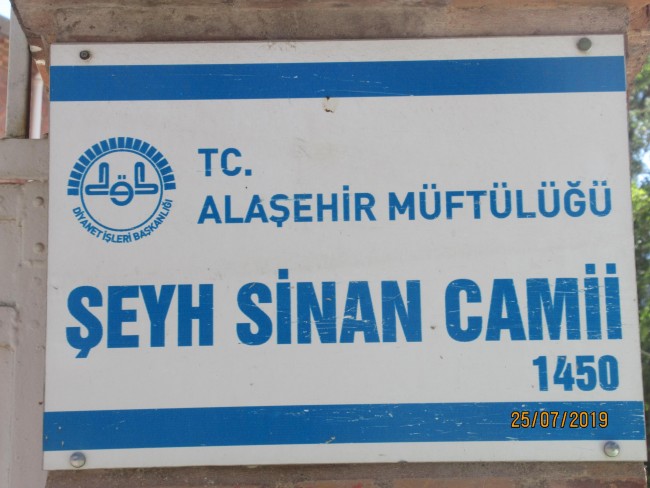 TC.
ALAŞEHİR MÜFTÜLÜĞÜ
DİYANET İŞLERİ BAŞKANLIĞI
ŞEYH SİNAN CAMİİ
1450
25/07/2019